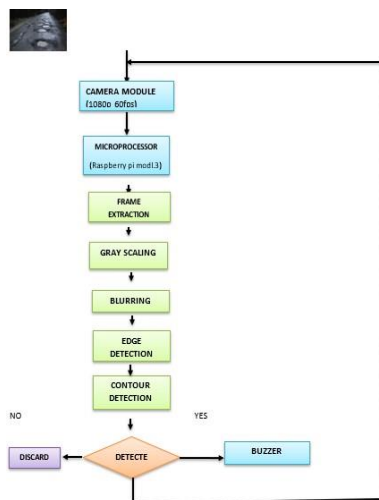 CAMERA MODULE
(1080p 60fps)
MICROPROCESSOR
(Raspberry pi modl.3)
FRAME
EXTRACTION
GRAY SCALING
BLURRING
EDGE
DETECTION
CONTOUR
DETECTION
NO
YES
DISCARD
DETECTE
BUZZER